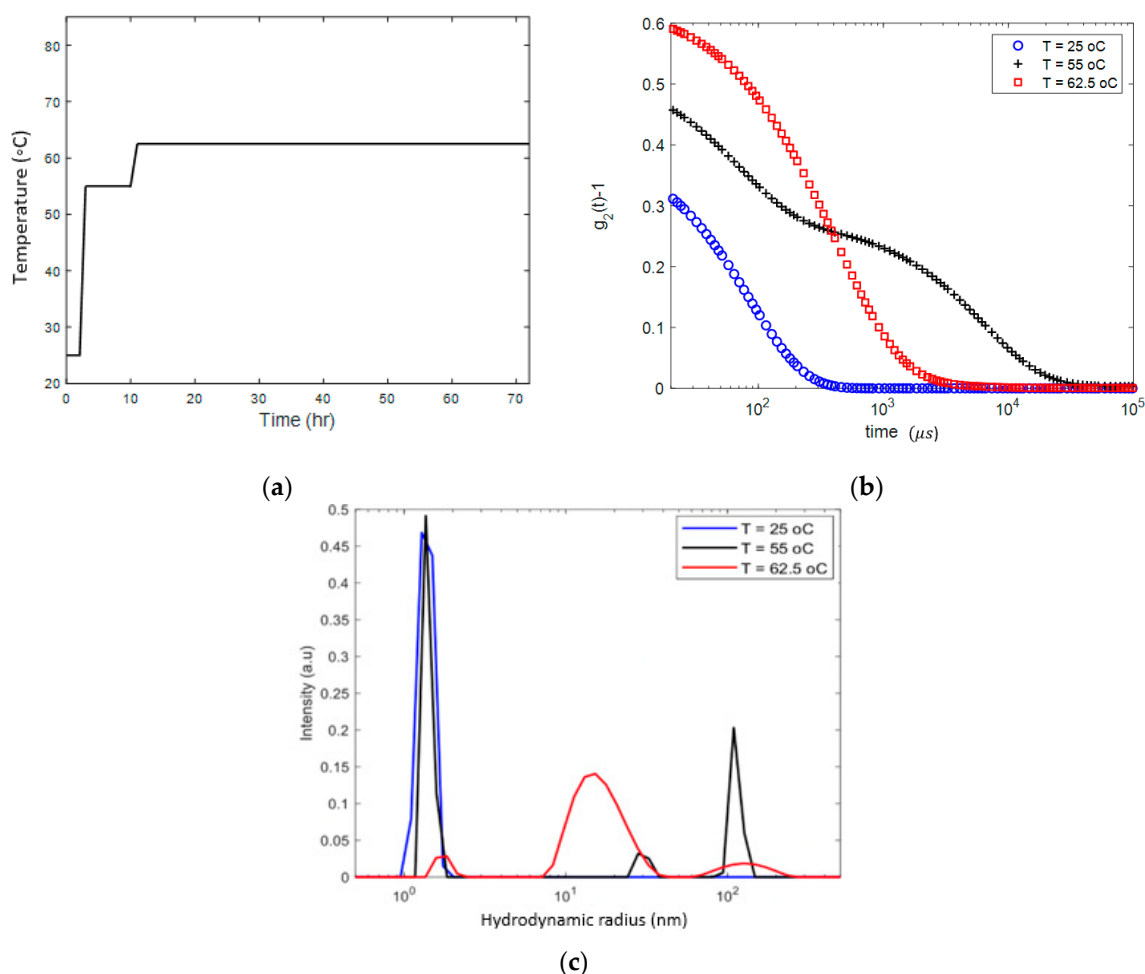 80
70
60
50
40
30
20
Temperature (◦C)
0 10 20 30 40 50 60 70
Time (hr)
(a)
0.6
0.5
0.4
0.3
0.2
0.1
0
g2(t)-1
T = 25 oC
T = 55 oC
T = 62.5 oC
10^2 10^3 10^4 10^5
time (μs)
(b)
0.5
0.45
0.4
0.35
0.3
0.25
0.2
0.15
0.1
0.05
0
Intensity (a.u)
T = 25 oC
T = 55 oC
T = 62.5 oC
10^0 10^1 10^2
Hydrodynamic radius (nm)
(c)